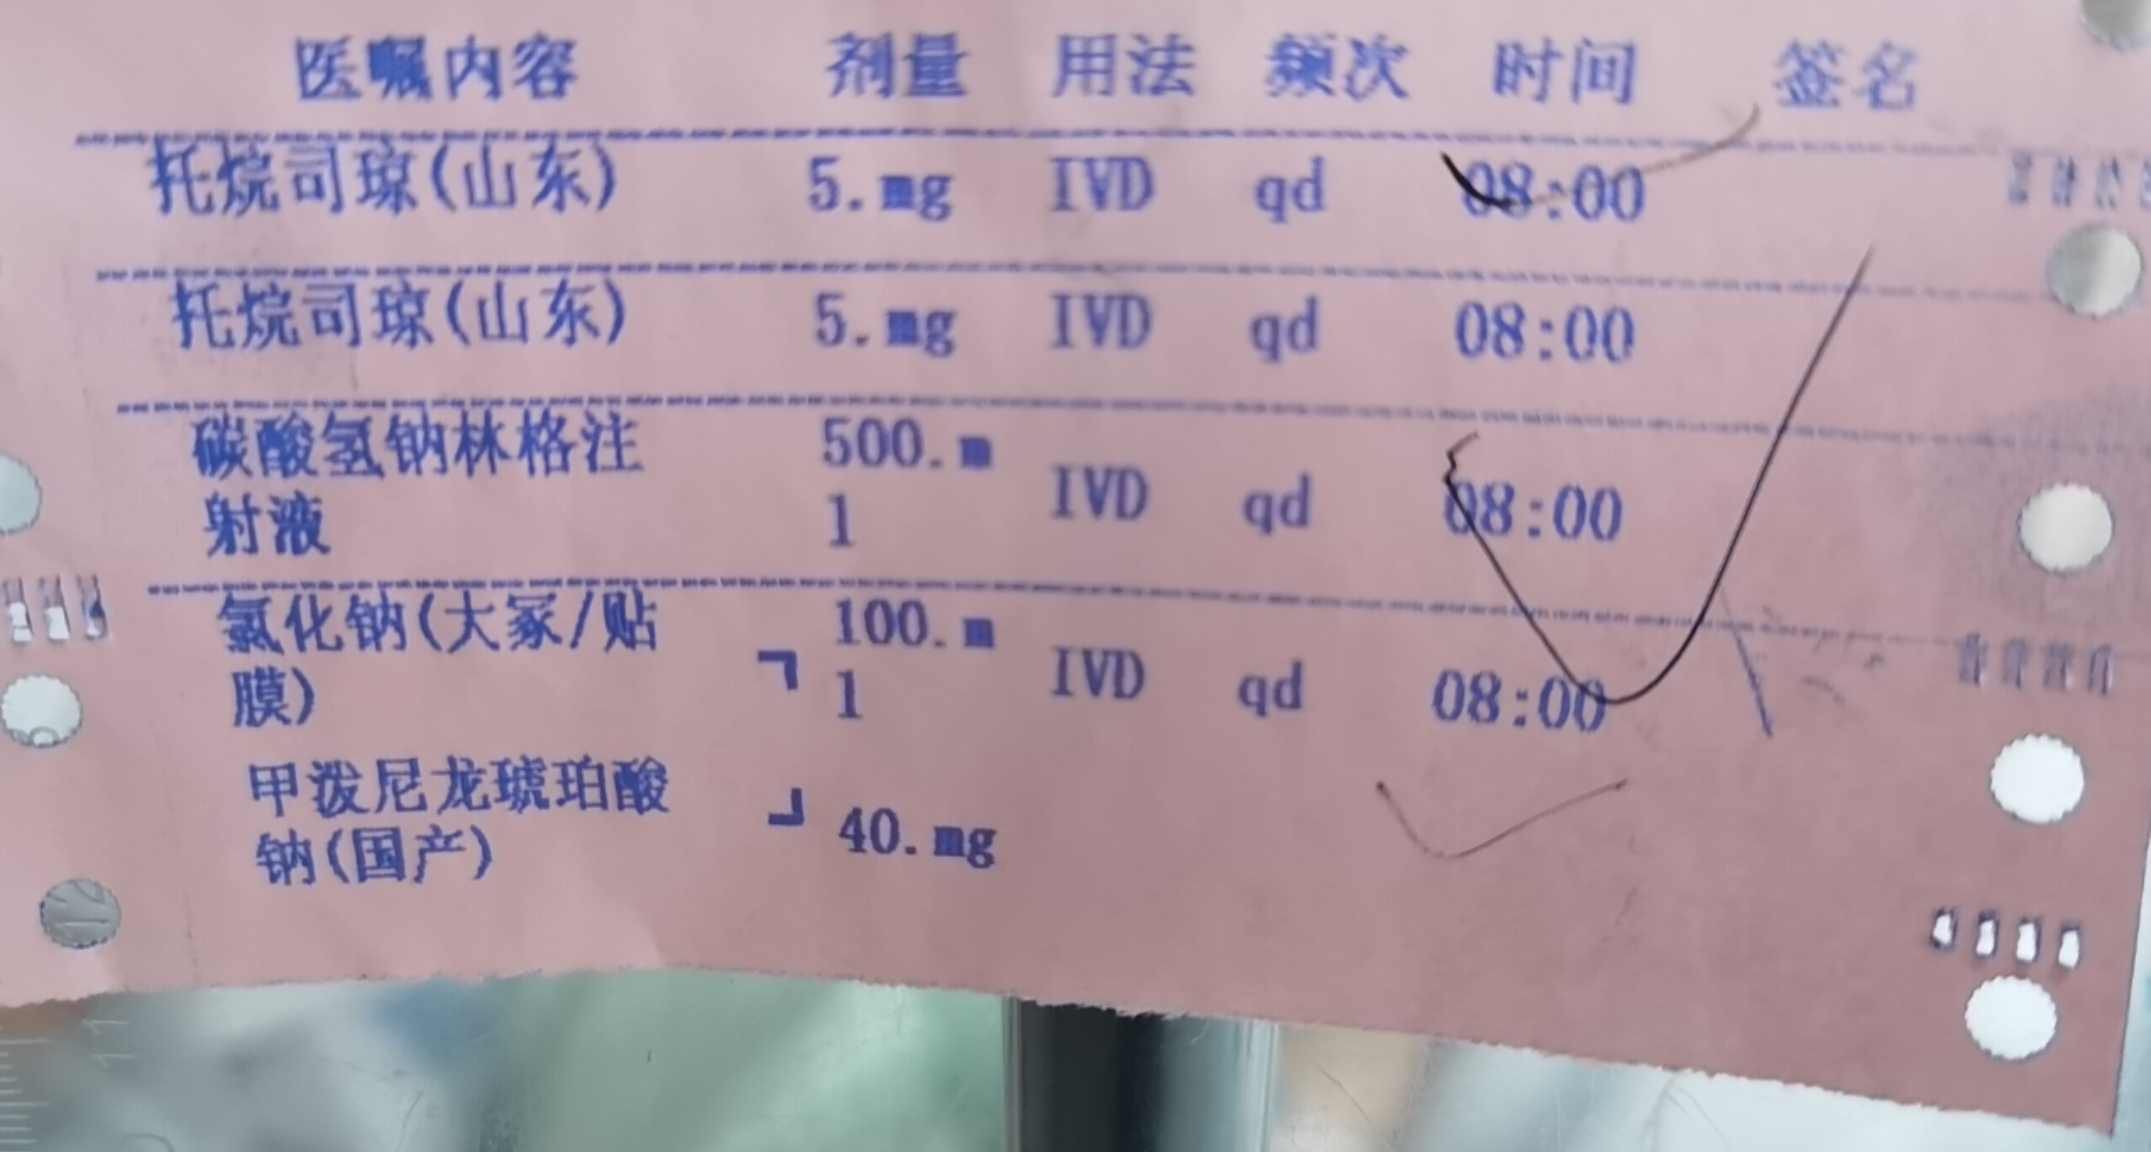 医嘱内容 剂量 用法 频次 时间 签名
托烷司琼(山东) 5.mg IVD qd 08:00
托烷司琼(山东) 5.mg IVD qd 08:00
碳酸氢钠林格注 500.m
射液 1 IVD qd 08:00
氯化钠(大冢/贴 100.m
膜) ┓ 1 IVD qd 08:00
甲泼尼龙琥珀酸
钠(国产) ┛ 40.mg